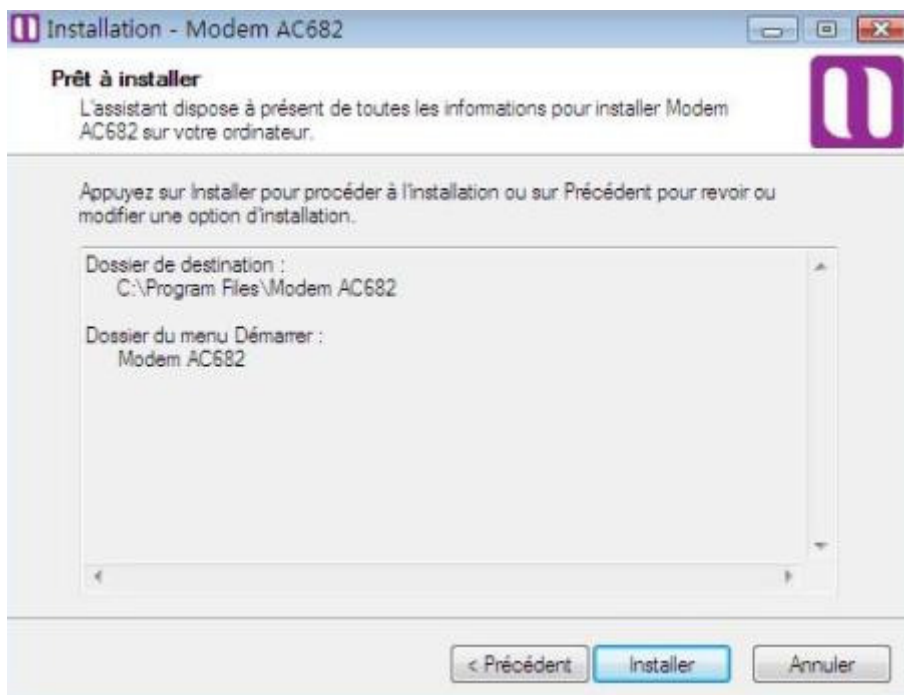 Installation - Modem AC682
Prêt à installer
L'assistant dispose à présent de toutes les informations pour installer Modem
AC682 sur votre ordinateur.
Appuyez sur Installer pour procéder à l'installation ou sur Précédent pour revoir ou
modifier une option d'installation.
Dossier de destination :
C:\Program Files\Modem AC682
Dossier du menu Démarrer :
Modem AC682
< Précédent
Installer
Annuler